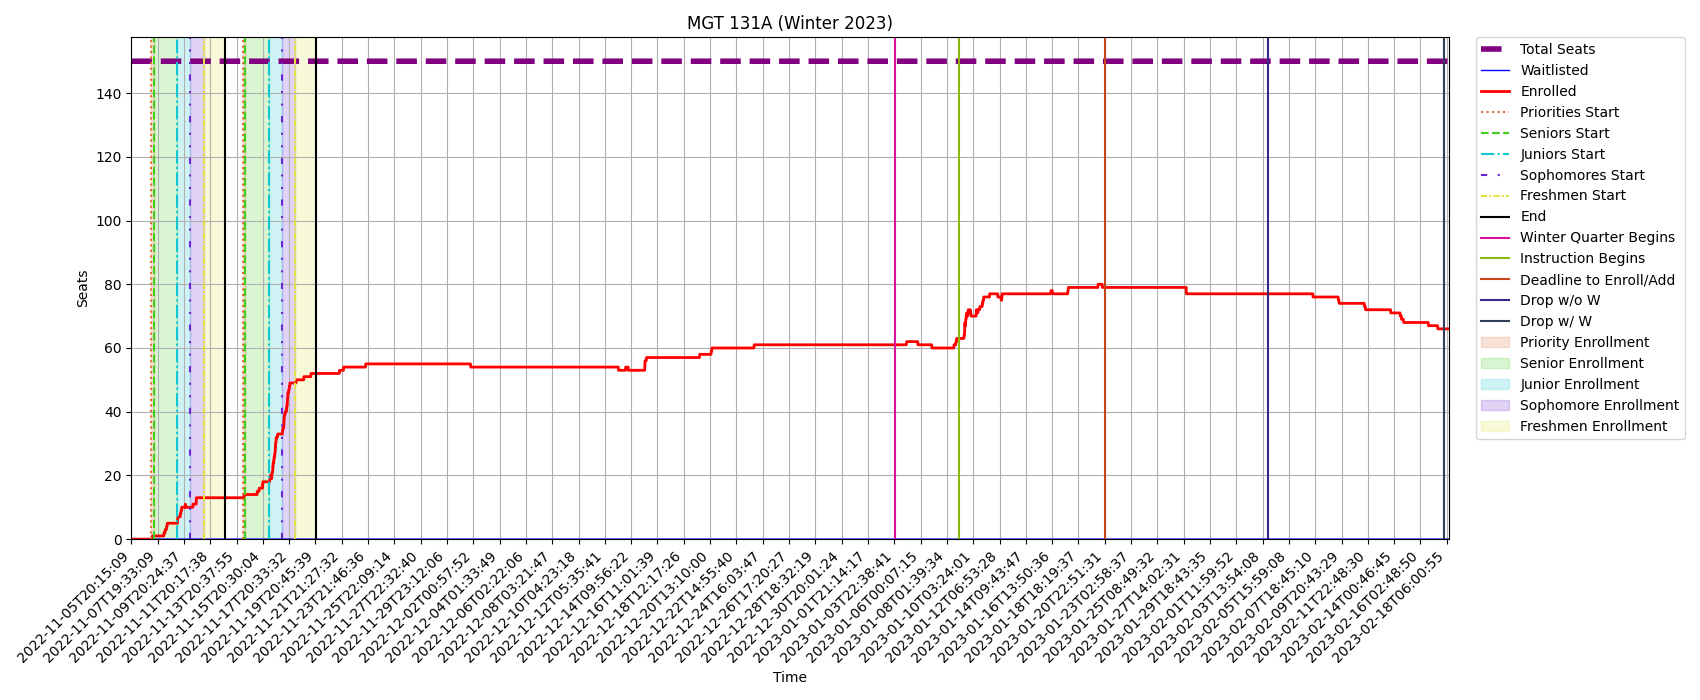 MGT 131A (Winter 2023)
Seats
0
20
40
60
80
100
120
140
2022-11-05T20:15:09
2022-11-07T19:33:09
2022-11-09T20:24:37
2022-11-11T20:17:38
2022-11-13T20:37:55
2022-11-15T20:30:04
2022-11-17T20:33:32
2022-11-19T20:45:39
2022-11-21T21:27:32
2022-11-23T21:46:36
2022-11-25T22:09:14
2022-11-27T22:32:40
2022-11-29T23:12:06
2022-12-02T00:57:52
2022-12-04T01:33:49
2022-12-06T02:22:06
2022-12-08T03:21:47
2022-12-10T04:23:18
2022-12-12T05:35:41
2022-12-14T09:56:22
2022-12-16T11:01:39
2022-12-18T12:17:26
2022-12-20T13:10:00
2022-12-22T14:55:40
2022-12-24T16:03:47
2022-12-26T17:20:27
2022-12-28T18:32:19
2022-12-30T20:01:24
2023-01-01T21:14:17
2023-01-03T22:38:41
2023-01-06T00:07:15
2023-01-08T01:39:34
2023-01-10T03:24:01
2023-01-12T06:53:28
2023-01-14T09:43:47
2023-01-16T13:50:36
2023-01-18T18:19:37
2023-01-20T22:51:31
2023-01-23T02:58:37
2023-01-25T08:49:32
2023-01-27T14:02:31
2023-01-29T18:43:35
2023-02-01T11:59:52
2023-02-03T13:54:08
2023-02-05T15:59:08
2023-02-07T18:45:10
2023-02-09T20:43:29
2023-02-11T22:48:30
2023-02-14T00:46:45
2023-02-16T02:48:50
2023-02-18T06:00:55
Time
Total Seats
Waitlisted
Enrolled
Priorities Start
Seniors Start
Juniors Start
Sophomores Start
Freshmen Start
End
Winter Quarter Begins
Instruction Begins
Deadline to Enroll/Add
Drop w/o W
Drop w/ W
Priority Enrollment
Senior Enrollment
Junior Enrollment
Sophomore Enrollment
Freshmen Enrollment